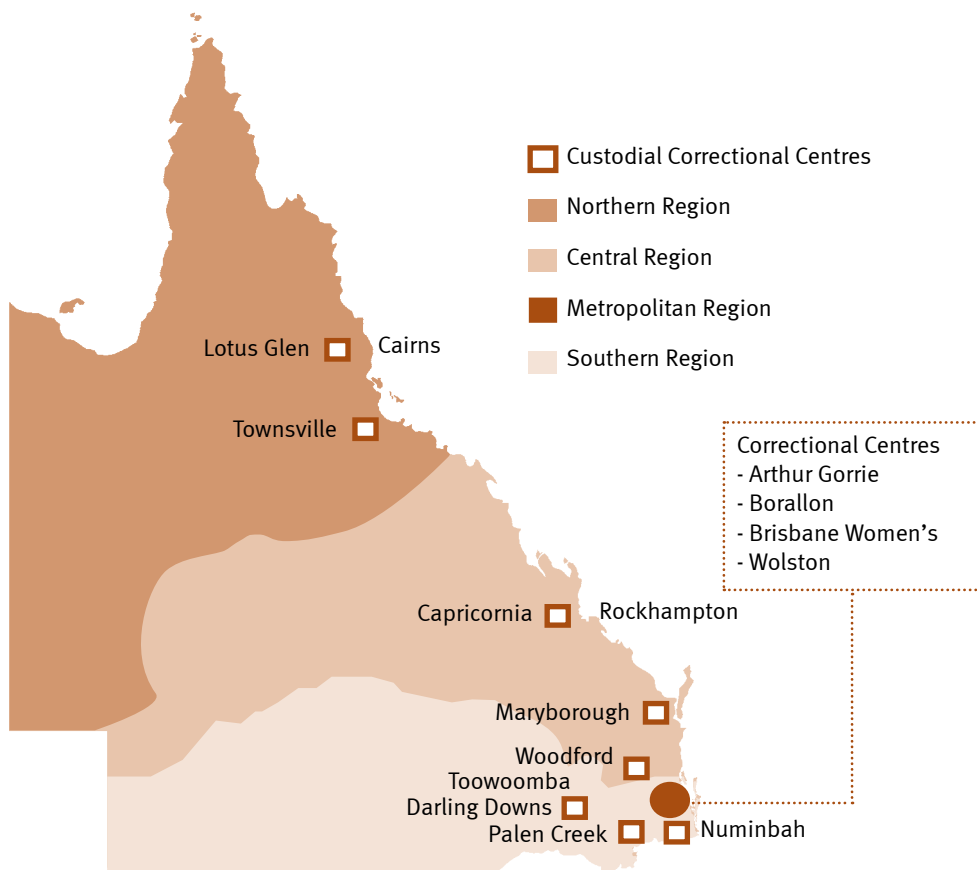 Custodial Correctional Centres
Northern Region
Central Region
Metropolitan Region
Southern Region
Lotus Glen
Cairns
Townsville
Correctional Centres
- Arthur Gorrie
- Borallon
- Brisbane Women’s
- Wolston
Capricornia
Rockhampton
Maryborough
Woodford
Toowoomba
Darling Downs
Palen Creek
Numinbah